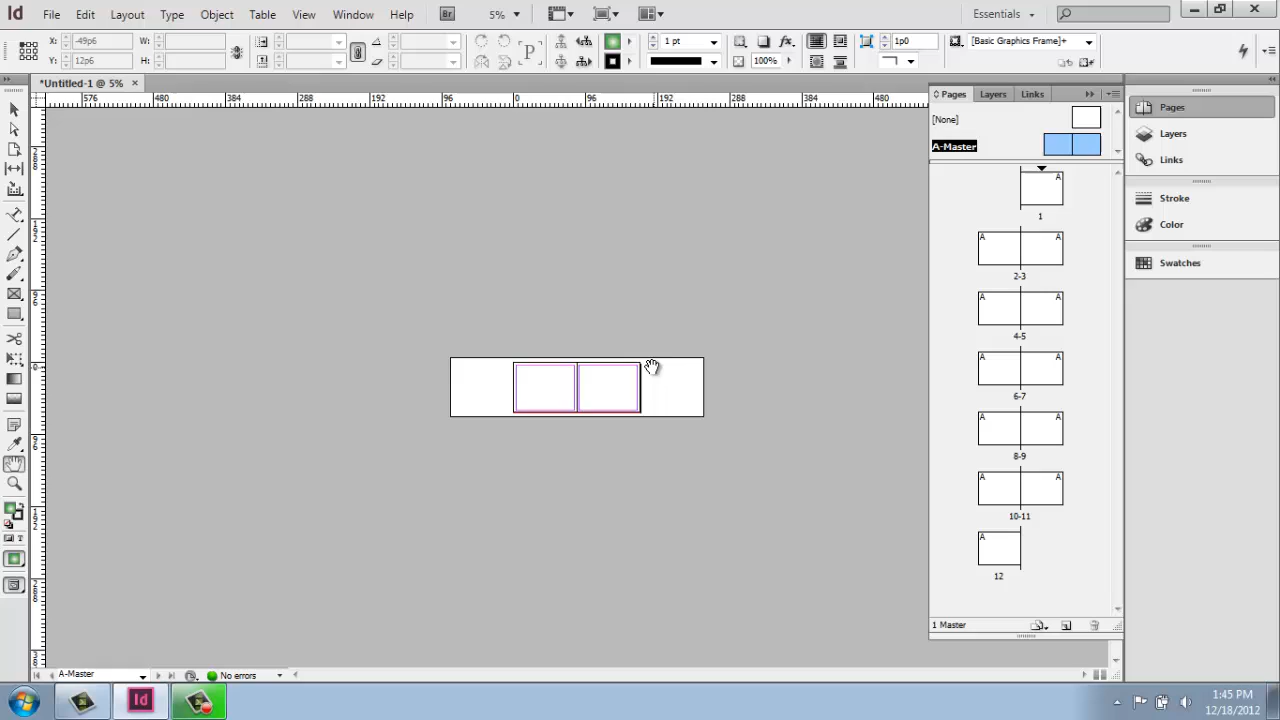 Id File Edit Layout Type Object Table View Window Help Br 5% Essentials
X: -49p6 W: 1 pt 1p0 [Basic Graphics Frame]+
Y: 12p6 H: P fx 100%
*Untitled-1 @ 5% ×
576 480 384 288 192 96 0 96 192 288 384 480
Pages Layers Links
[None]
A-Master
A
1
A A
2-3
A A
4-5
A A
6-7
A A
8-9
A A
10-11
A
12
1 Master
Pages
Layers
Links
Stroke
Color
Swatches
T
A-Master No errors
Id 1:45 PM
12/18/2012